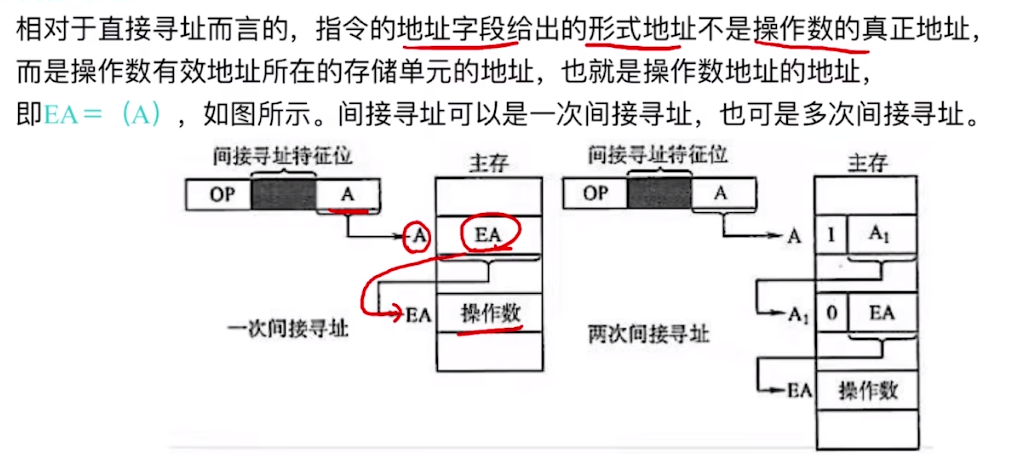 相对于直接寻址而言的，指令的地址字段给出的形式地址不是操作数的真正地址，
而是操作数有效地址所在的存储单元的地址，也就是操作数地址的地址，
即EA＝（A），如图所示。间接寻址可以是一次间接寻址，也可是多次间接寻址。
间接寻址特征位
主存
OP
A
A
EA
EA
操作数
一次间接寻址
间接寻址特征位
主存
OP
A
A
1
A₁
A₁
0
EA
两次间接寻址
EA
操作数